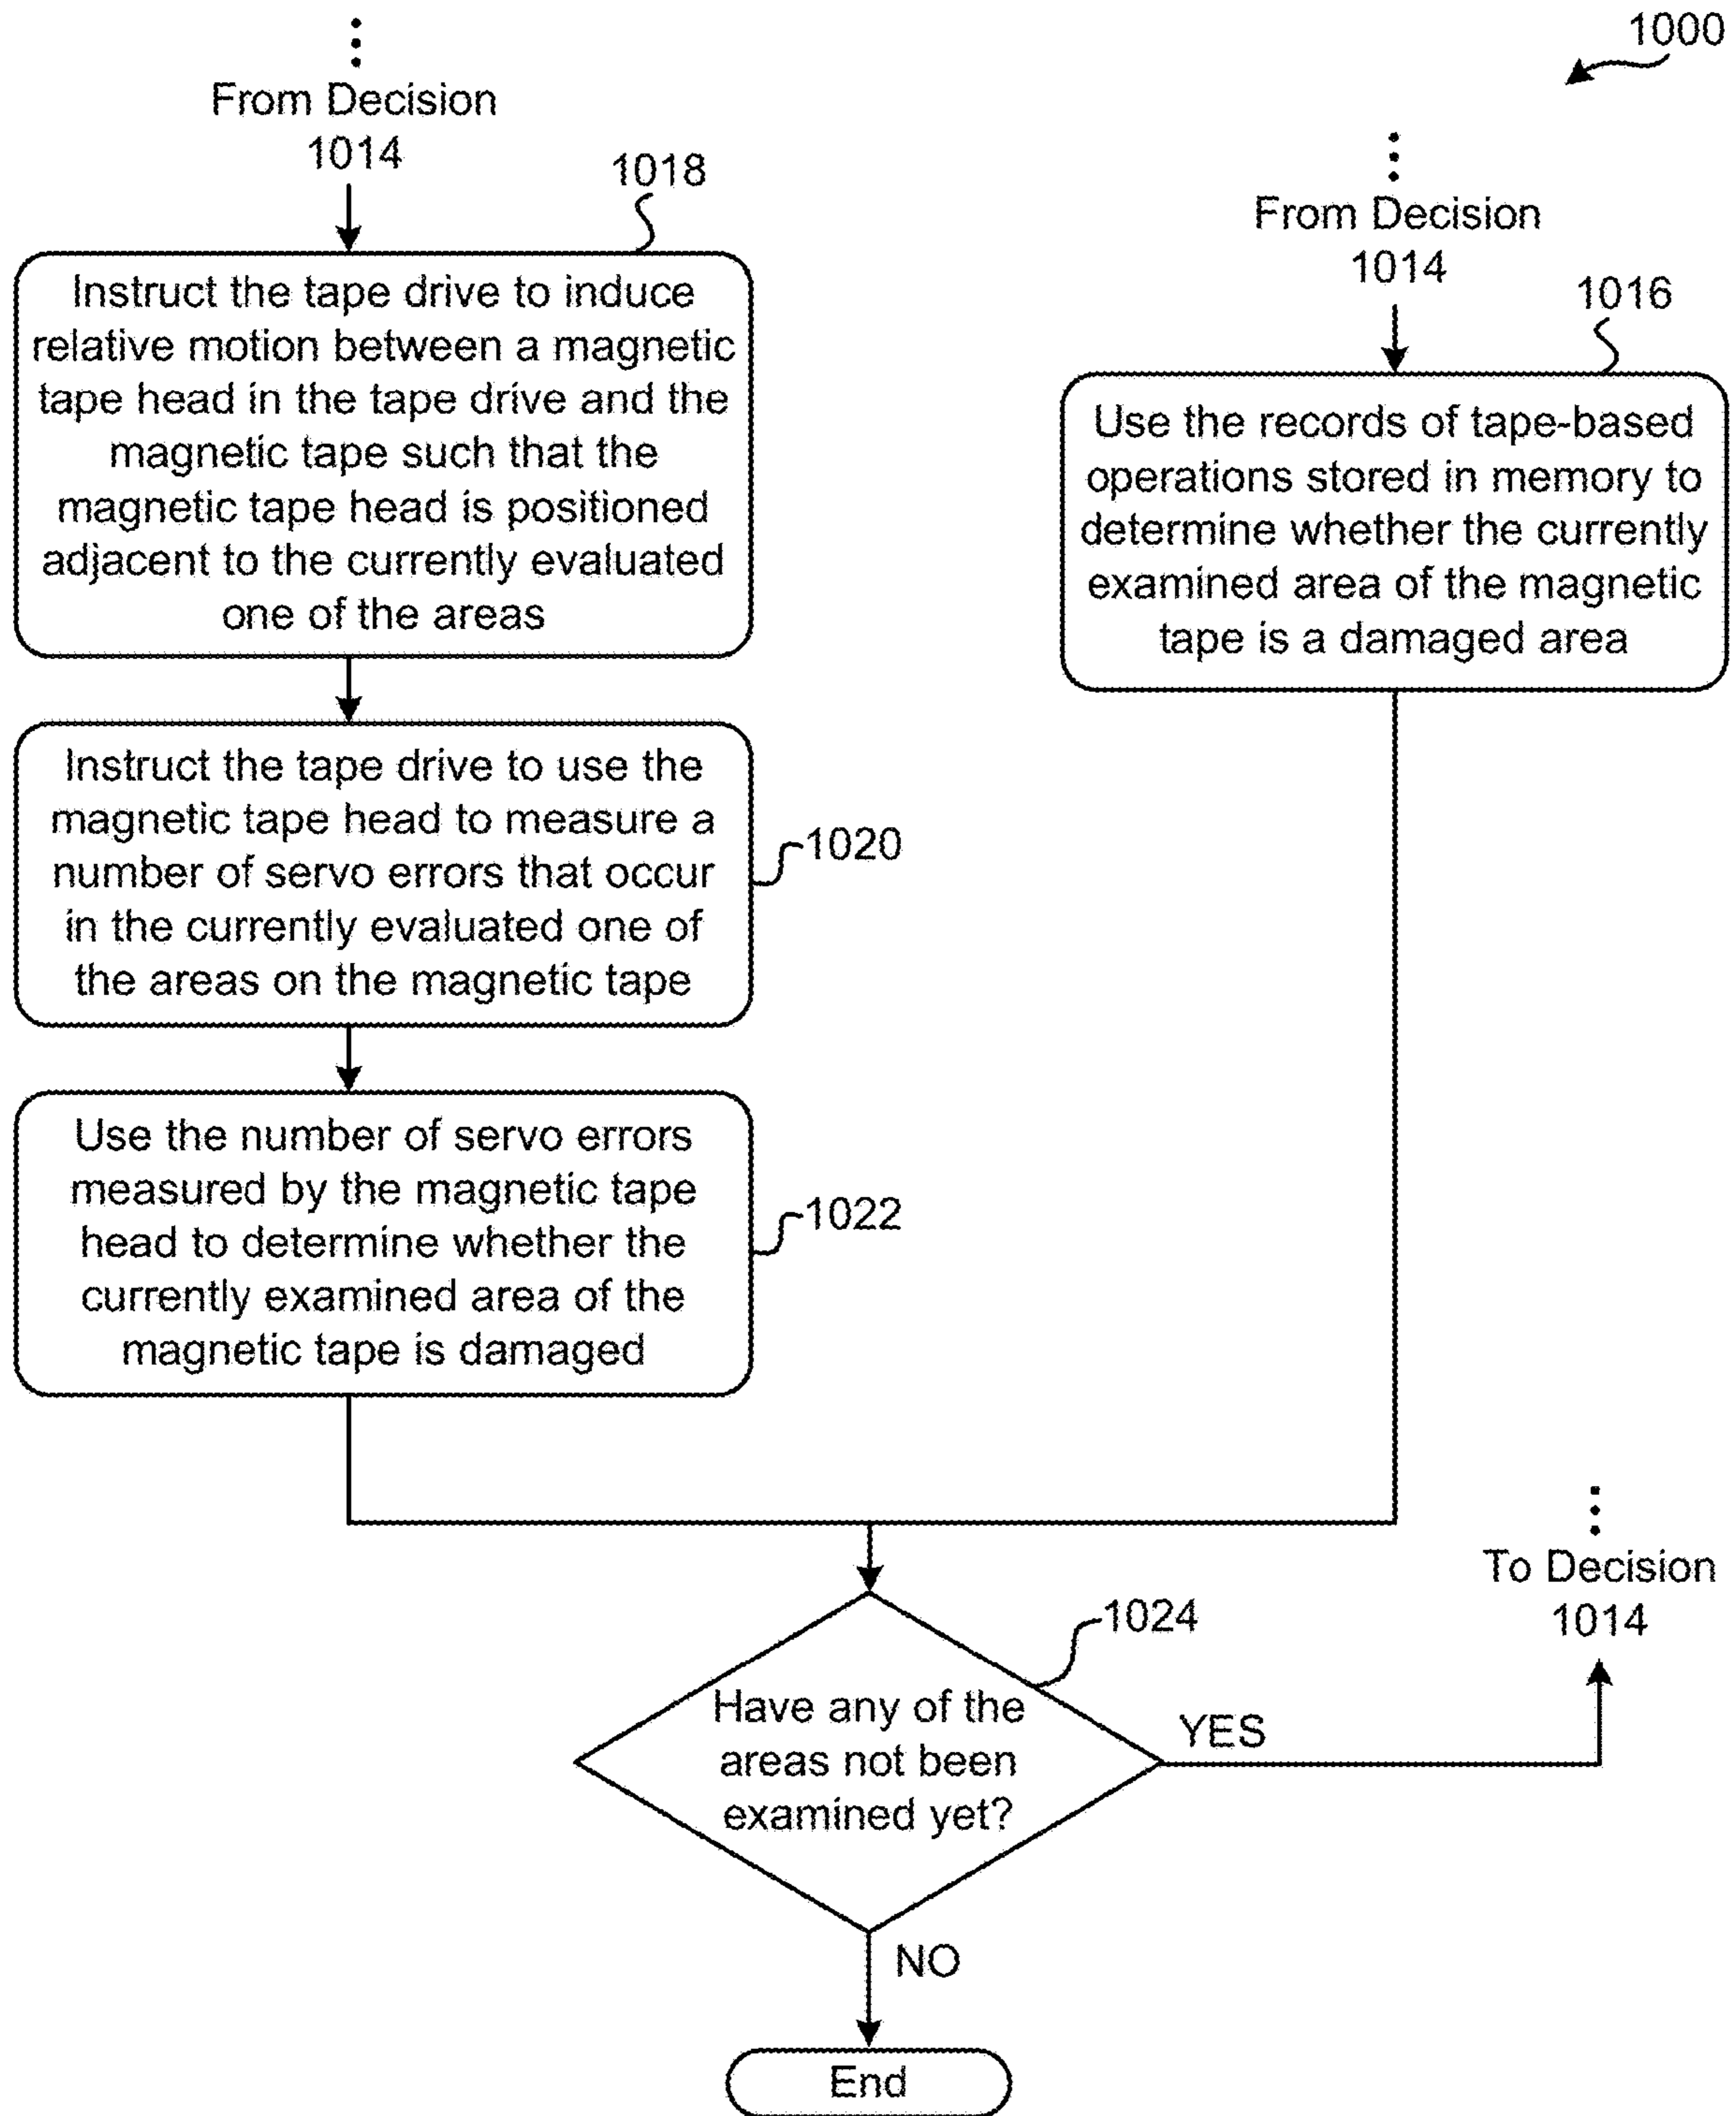 1000
From Decision
1014
1018
Instruct the tape drive to induce
relative motion between a magnetic
tape head in the tape drive and the
magnetic tape such that the
magnetic tape head is positioned
adjacent to the currently evaluated
one of the areas
From Decision
1014
1016
Use the records of tape-based
operations stored in memory to
determine whether the currently
examined area of the magnetic
tape is a damaged area
Instruct the tape drive to use the
magnetic tape head to measure a
number of servo errors that occur
in the currently evaluated one of
the areas on the magnetic tape
1020
Use the number of servo errors
measured by the magnetic tape
head to determine whether the
currently examined area of the
magnetic tape is damaged
1022
To Decision
1014
1024
Have any of the
areas not been
examined yet?
YES
NO
End